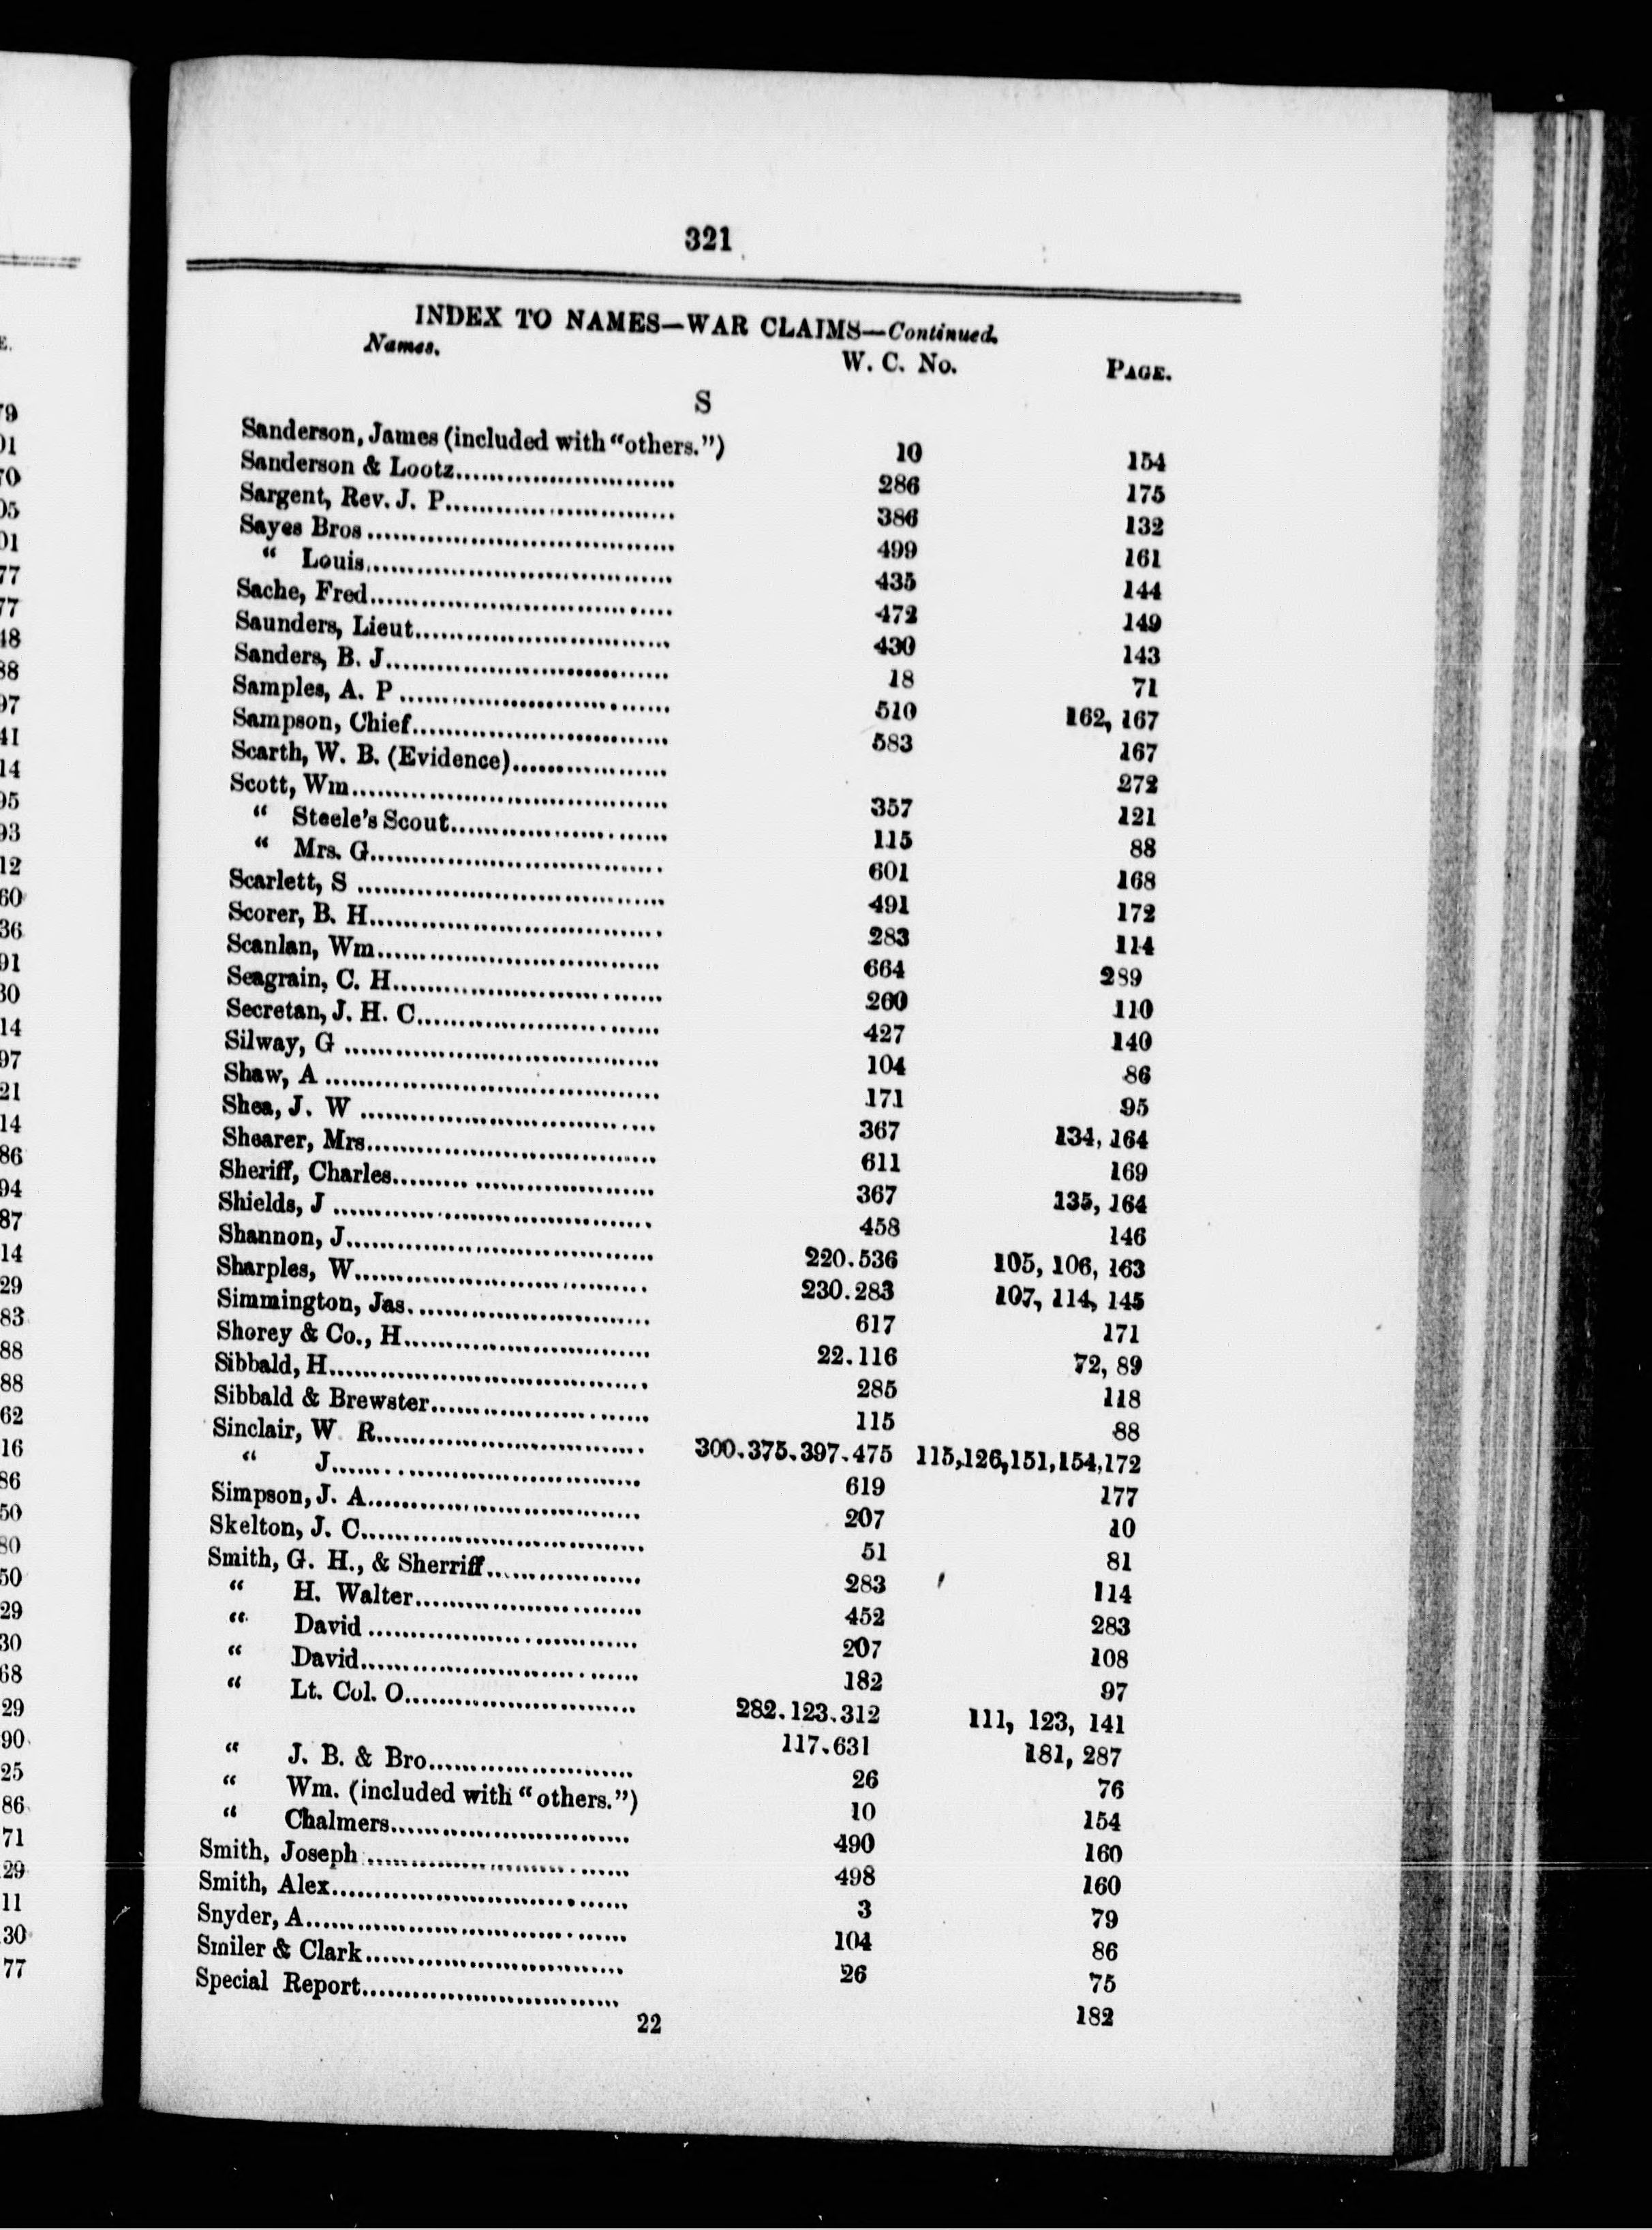 321
INDEX TO NAMES—WAR CLAIMS—Continued.
Names. W. C. No. PAGE.
S
Sanderson, James (included with "others.") 10 154
Sanderson & Lootz 286 175
Sargent, Rev. J. P. 386 132
Sayes Bros 499 161
" Louis 435 144
Sache, Fred 472 149
Saunders, Lieut 430 143
Sanders, B. J 18 71
Samples, A. P 510 162, 167
Sampson, Chief 583 167
Scarth, W. B. (Evidence) 272
Scott, Wm 357 121
" Steele's Scout 115 88
" Mrs. G 601 168
Scarlett, S 491 172
Scorer, B. H 283 114
Scanlan, Wm 664 289
Seagrain, C. H 260 110
Secretan, J. H. C 427 140
Silway, G 104 86
Shaw, A 171 95
Shea, J. W 367 134, 164
Shearer, Mrs 611 169
Sheriff, Charles 367 135, 164
Shields, J 458 146
Shannon, J 220.536 105, 106, 163
Sharples, W 230.283 107, 114, 145
Simmington, Jas 617 171
Shorey & Co., H 22.116 72, 89
Sibbald, H 285 118
Sibbald & Brewster 115 88
Sinclair, W R 300.375.397.475 115,126,151,154,172
" J 619 177
Simpson, J. A 207 10
Skelton, J. C 51 81
Smith, G. H., & Sherriff 283 114
" H. Walter 452 283
" David 207 108
" David 182 97
" Lt. Col. O 282.123.312 111, 123, 141
117.631 181, 287
" J. B. & Bro 26 76
" Wm. (included with "others.") 10 154
" Chalmers 490 160
Smith, Joseph 498 160
Smith, Alex 3 79
Snyder, A 104 86
Smiler & Clark 26 75
Special Report 182
22